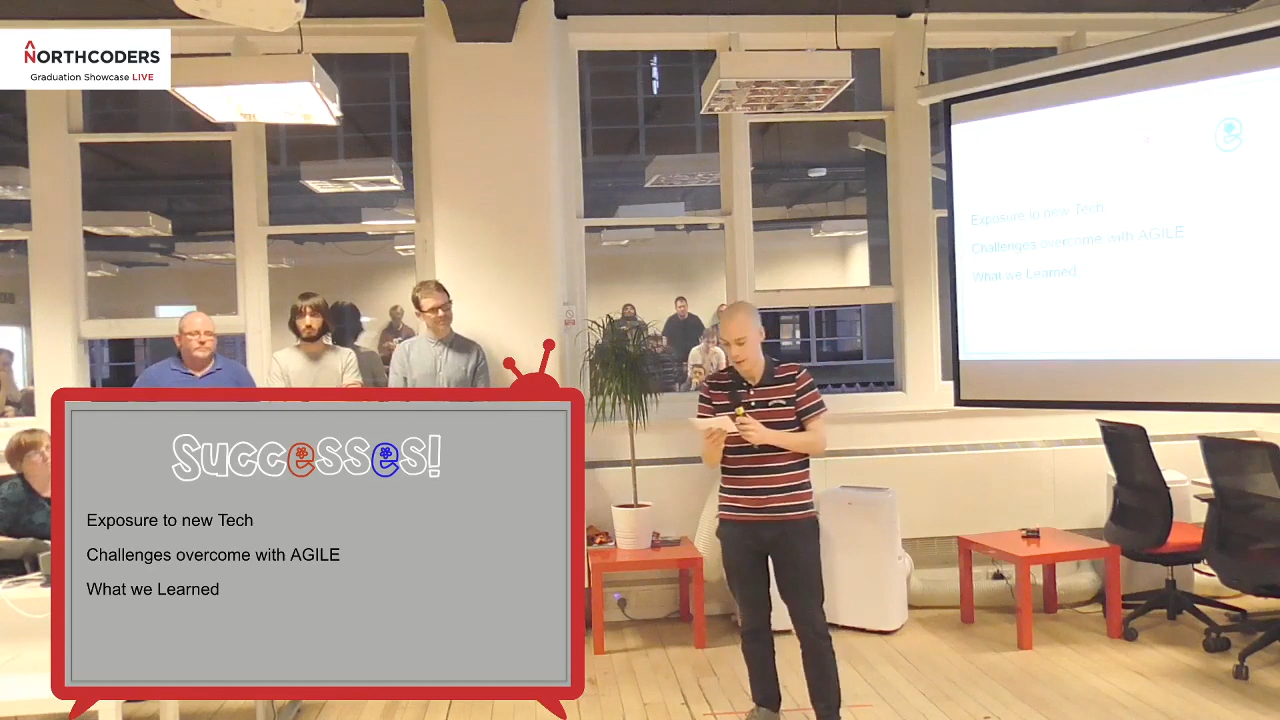 NORTHCODERS
Graduation Showcase LIVE
Exposure to new Tech
Challenges overcome with AGILE
What we Learned
Successes!
Exposure to new Tech
Challenges overcome with AGILE
What we Learned